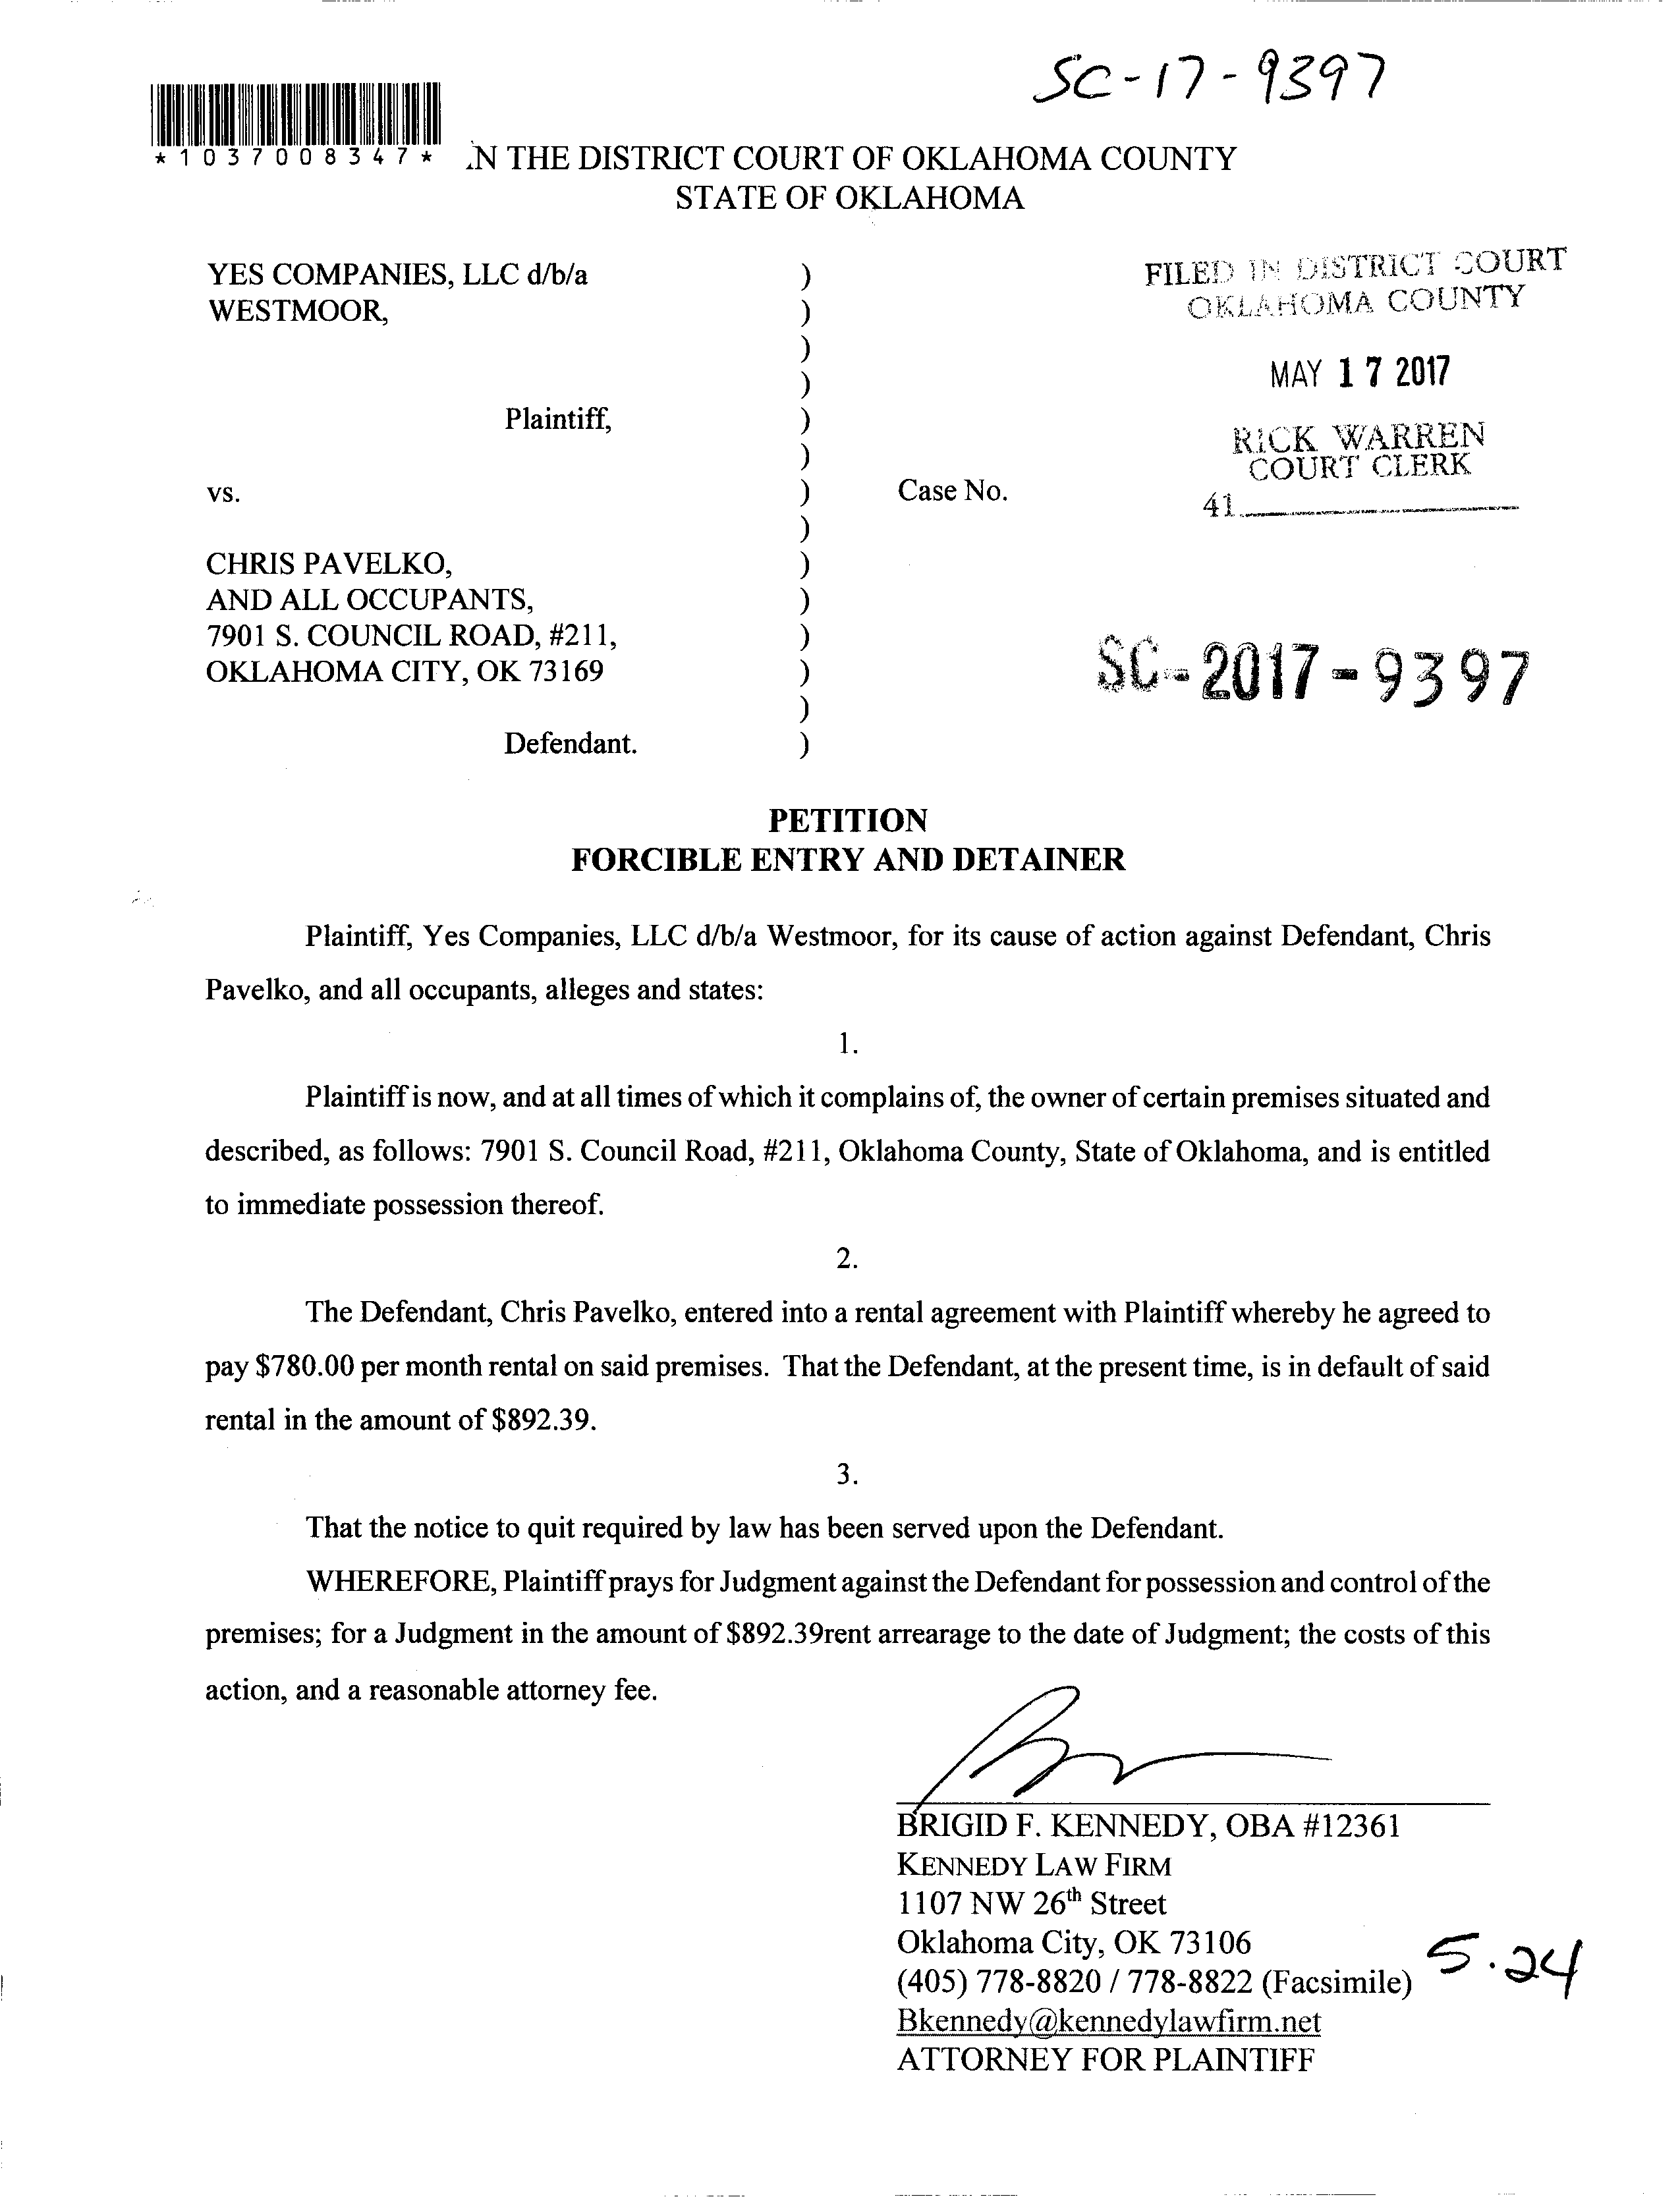 SC-17-9397
*1037008347*
IN THE DISTRICT COURT OF OKLAHOMA COUNTY
STATE OF OKLAHOMA
YES COMPANIES, LLC d/b/a )
WESTMOOR, )
)
)
Plaintiff, )
)
vs. ) Case No.
)
CHRIS PAVELKO, )
AND ALL OCCUPANTS, )
7901 S. COUNCIL ROAD, #211, )
OKLAHOMA CITY, OK 73169 )
)
Defendant. )
FILED IN DISTRICT COURT
OKLAHOMA COUNTY
MAY 17 2017
RICK WARREN
COURT CLERK
41
SC-2017-9397
PETITION
FORCIBLE ENTRY AND DETAINER
Plaintiff, Yes Companies, LLC d/b/a Westmoor, for its cause of action against Defendant, Chris
Pavelko, and all occupants, alleges and states:
1.
Plaintiff is now, and at all times of which it complains of, the owner of certain premises situated and
described, as follows: 7901 S. Council Road, #211, Oklahoma County, State of Oklahoma, and is entitled
to immediate possession thereof.
2.
The Defendant, Chris Pavelko, entered into a rental agreement with Plaintiff whereby he agreed to
pay $780.00 per month rental on said premises. That the Defendant, at the present time, is in default of said
rental in the amount of $892.39.
3.
That the notice to quit required by law has been served upon the Defendant.
WHEREFORE, Plaintiff prays for Judgment against the Defendant for possession and control of the
premises; for a Judgment in the amount of $892.39rent arrearage to the date of Judgment; the costs of this
action, and a reasonable attorney fee.
BRIGID F. KENNEDY, OBA #12361
KENNEDY LAW FIRM
1107 NW 26th Street
Oklahoma City, OK 73106
(405) 778-8820 / 778-8822 (Facsimile)
Bkennedy@kennedylawfirm.net
ATTORNEY FOR PLAINTIFF
5.24